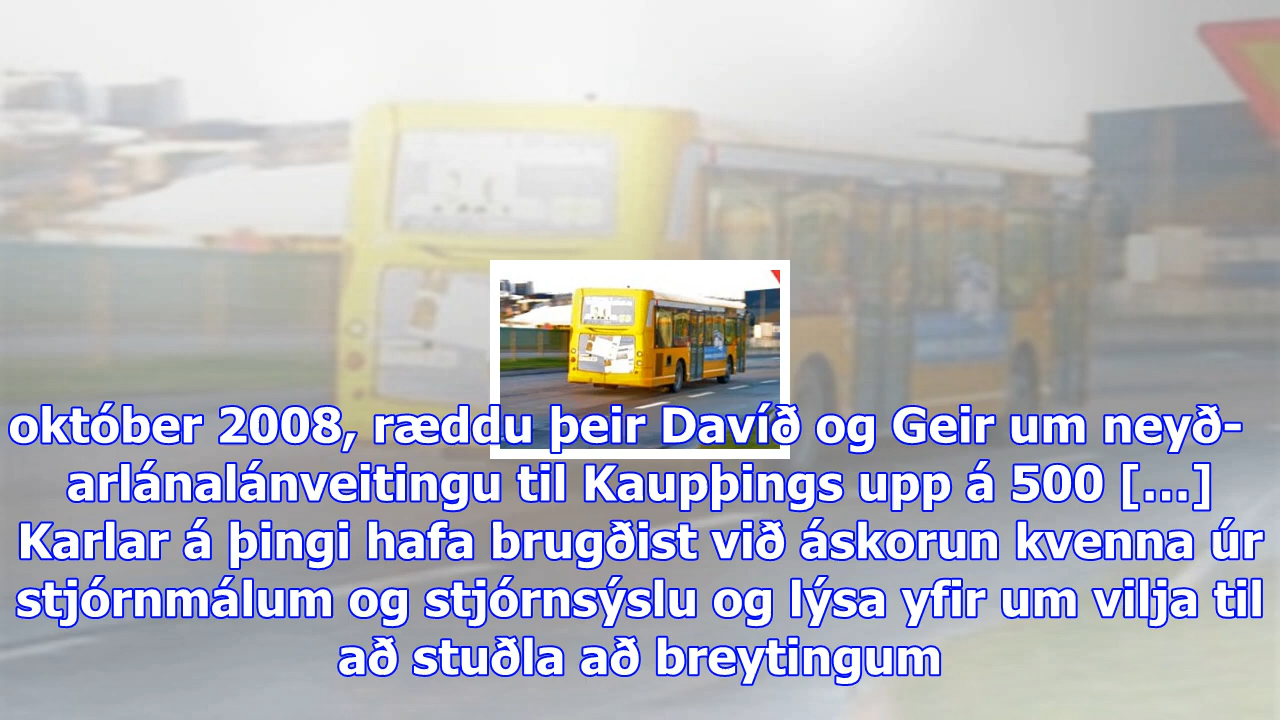 október 2008, ræddu þeir Davíð og Geir um neyð-
arlánalánveitingu til Kaupþings upp á 500 [...]
Karlar á þingi hafa brugðist við áskorun kvenna úr
stjórnmálum og stjórnsýslu og lýsa yfir um vilja til
að stuðla að breytingum